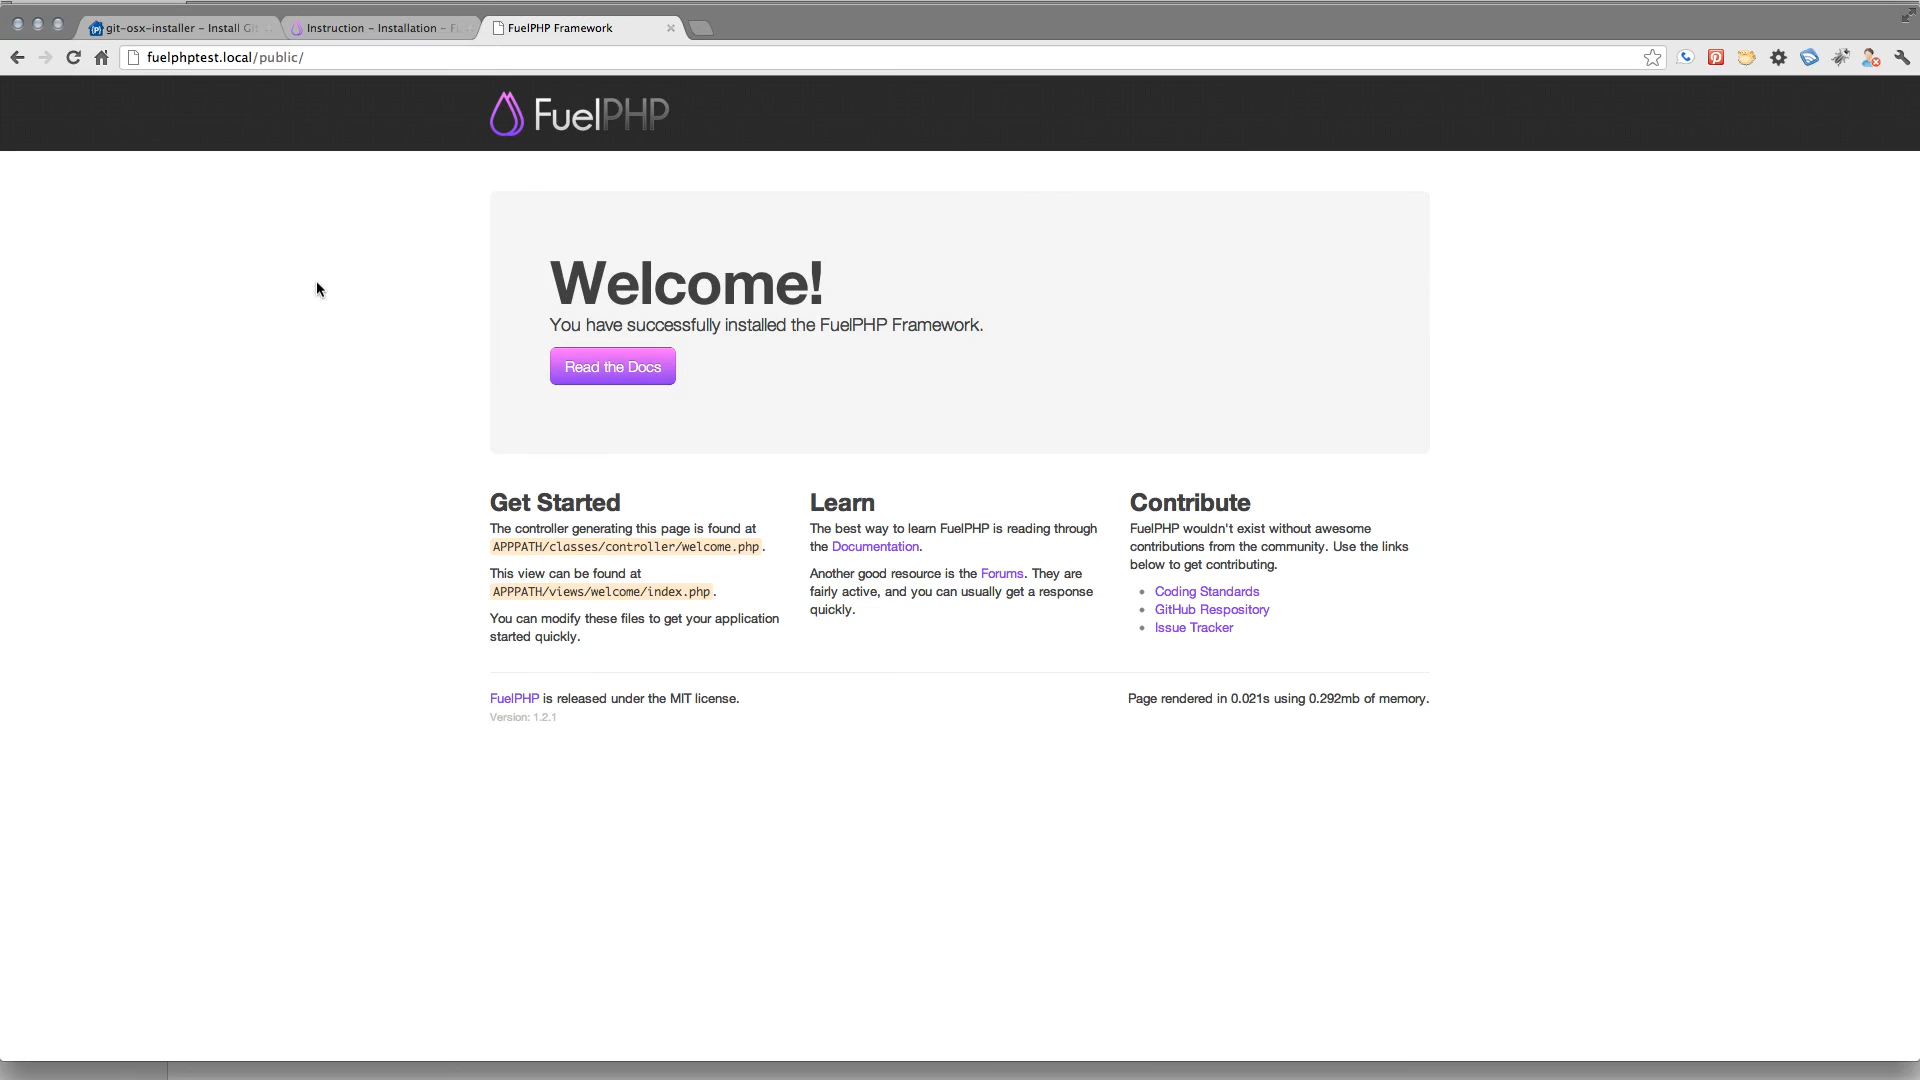 git-osx-installer – Install Git
Instruction – Installation – F
FuelPHP Framework
fuelphptest.local/public/
FuelPHP
Welcome!
You have successfully installed the FuelPHP Framework.
Read the Docs
Get Started
The controller generating this page is found at
APPPATH/classes/controller/welcome.php.
This view can be found at
APPPATH/views/welcome/index.php.
You can modify these files to get your application
started quickly.
Learn
The best way to learn FuelPHP is reading through
the Documentation.
Another good resource is the Forums. They are
fairly active, and you can usually get a response
quickly.
Contribute
FuelPHP wouldn't exist without awesome
contributions from the community. Use the links
below to get contributing.
• Coding Standards
• GitHub Respository
• Issue Tracker
FuelPHP is released under the MIT license.
Version: 1.2.1
Page rendered in 0.021s using 0.292mb of memory.